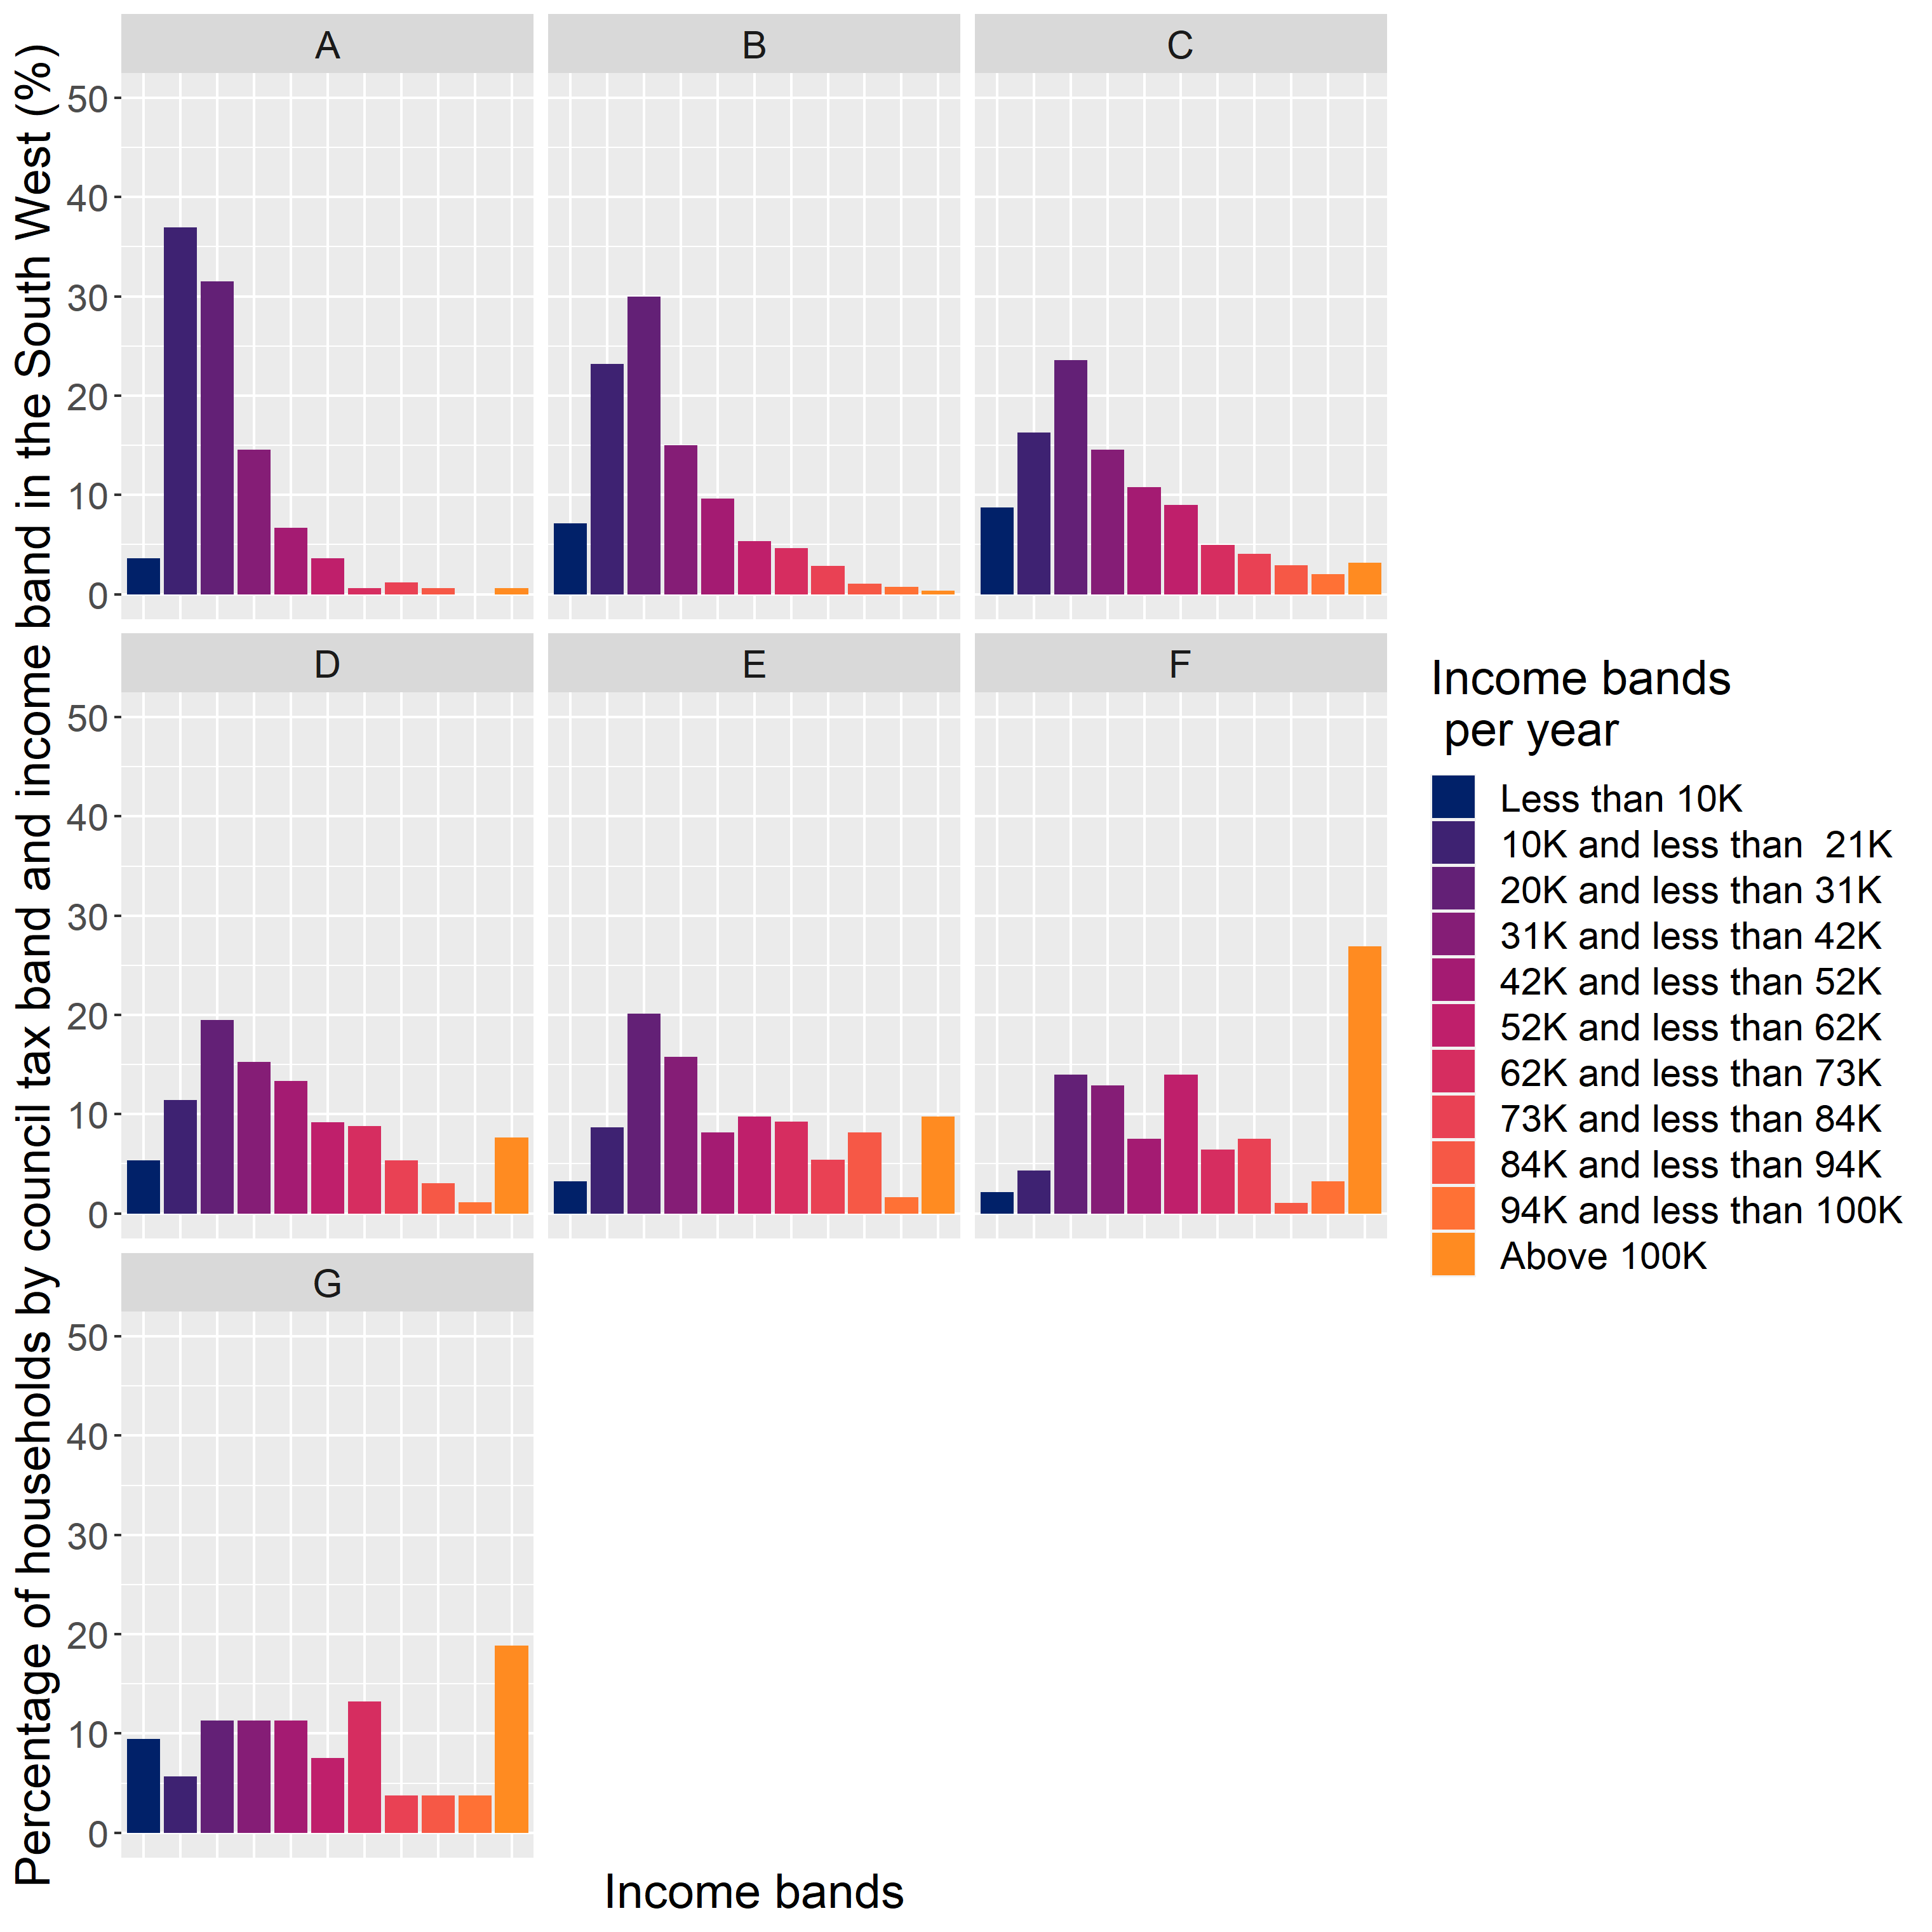 Percentage of households by council tax band and income band in the South West (%)
A
B
C
50
40
30
20
10
0
D
E
F
50
40
30
20
10
0
G
50
40
30
20
10
0
Income bands
Income bands
per year
Less than 10K
10K and less than  21K
20K and less than 31K
31K and less than 42K
42K and less than 52K
52K and less than 62K
62K and less than 73K
73K and less than 84K
84K and less than 94K
94K and less than 100K
Above 100K